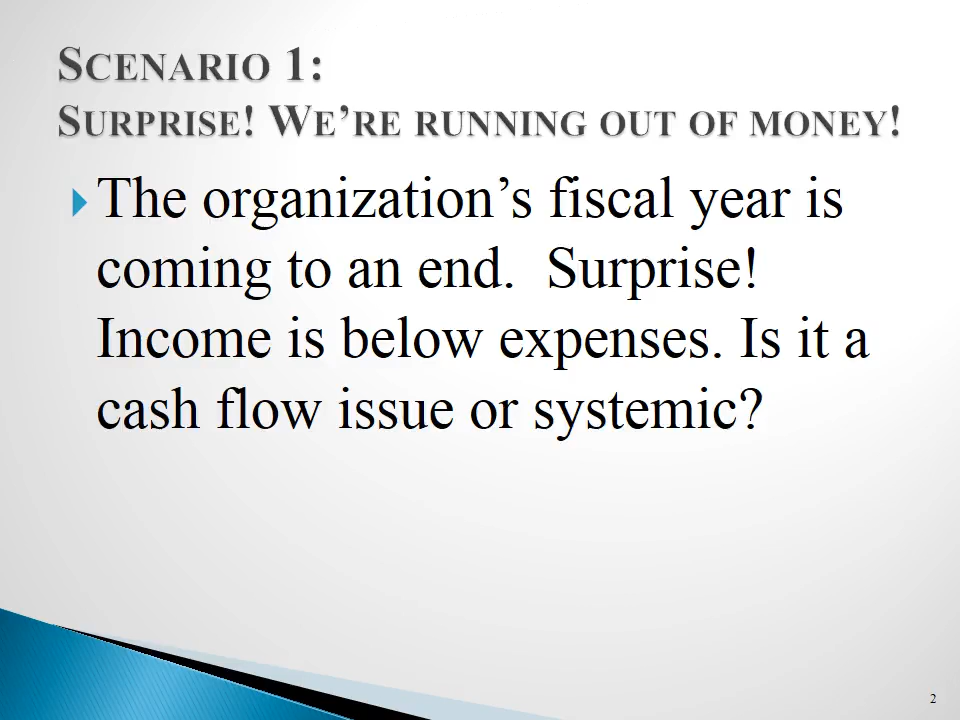 Scenario 1:
Surprise! We’re running out of money!
The organization’s fiscal year is
coming to an end.  Surprise!
Income is below expenses. Is it a
cash flow issue or systemic?
2